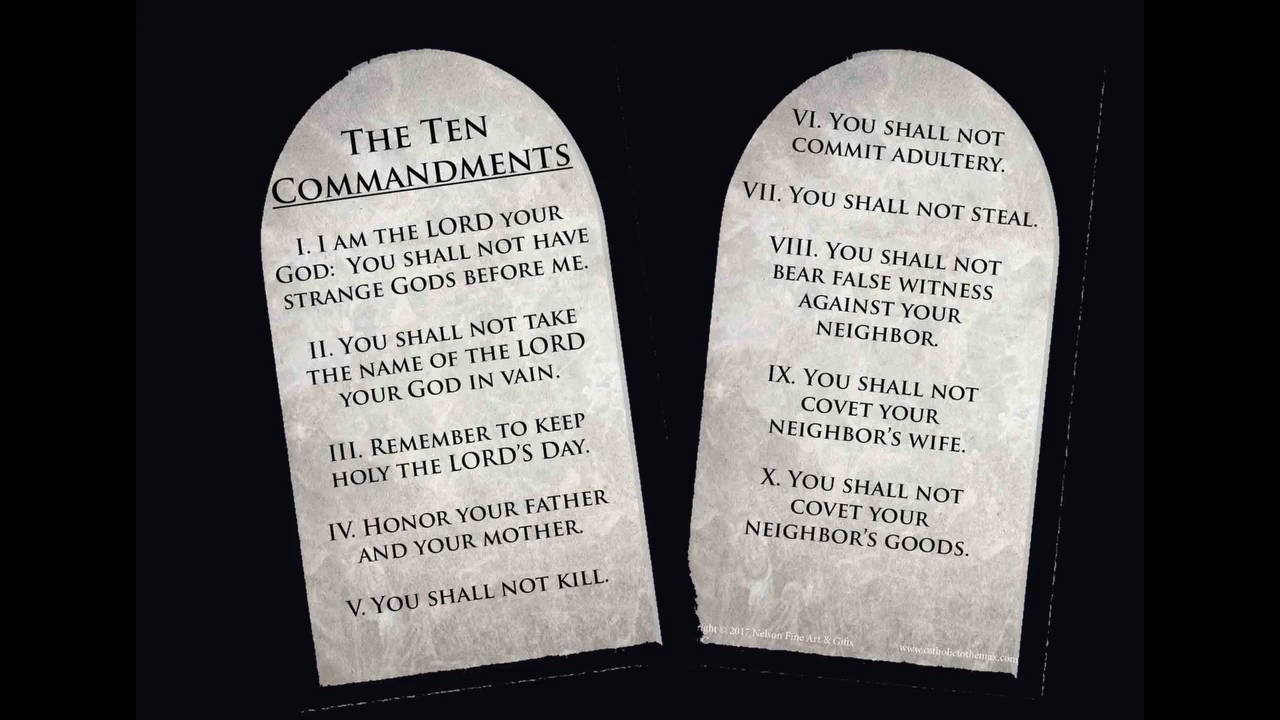 The Ten
Commandments
I. I am the LORD your
God: You shall not have
strange Gods before me.
II. You shall not take
the name of the LORD
your God in vain.
III. Remember to keep
holy the LORD's Day.
IV. Honor your father
and your mother.
V. You shall not kill.
VI. You shall not
commit adultery.
VII. You shall not steal.
VIII. You shall not
bear false witness
against your
neighbor.
IX. You shall not
covet your
neighbor's wife.
X. You shall not
covet your
neighbor's goods.
© 2017 Nelson Fine Art & Gifts
www.catholictothemax.com